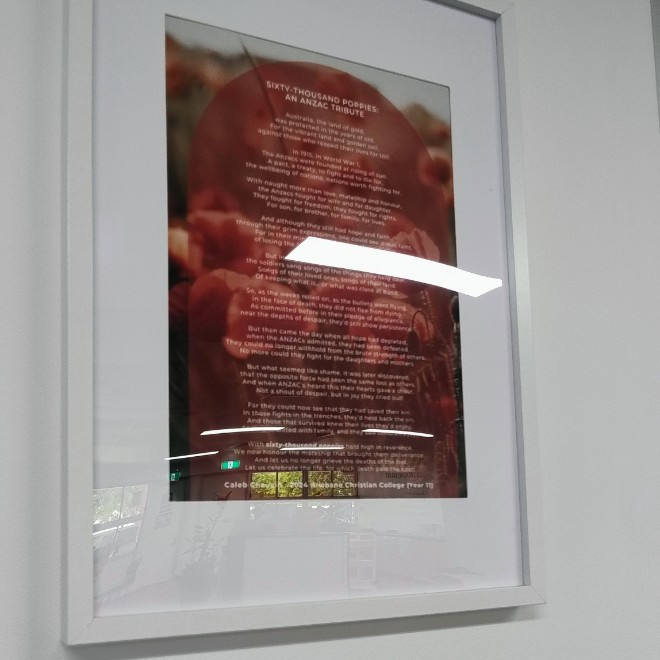 SIXTY-THOUSAND POPPIES:
AN ANZAC TRIBUTE
Australia, the land of gold,
was protected in the years of old.
For the vibrant land and golden soil,
against those who risked their lives for toil.
In 1915, in World War I,
The Anzacs were founded at rising of sun.
A pact, a treaty, to fight and to die for,
the wellbeing of nations, nations worth fighting for.
With naught more than love, mateship and honour,
the Anzacs fought for wife and for daughter.
They fought for freedom, they fought for rights,
For son, for brother, for family, for lives.
And although they still had hope and faith,
through their grim expressions, one could see a
For in their
of losing the
But in
the soldiers sang songs of the things they held
Songs of their loved ones, songs of their land.
Of keeping what is, or what was close at hand.
So, as the weeks rolled on, as the bullets went flying,
in the face of death, they did not flee from dying.
As committed before in their pledge of allegiance,
near the depths of despair, they'd still show persistence.
But then came the day when all hope had depleted,
when the ANZACs admitted, they had been defeated.
They could no longer withhold from the brute strength of others,
No more could they fight for the daughters and mothers.
But what seemed like shame, it was later discovered,
that the opposite force had seen the same loss as others.
And when ANZAC's heard this their hearts gave a shout,
Not a shout of despair, but in joy they cried out!
For they could now see that they had saved their kin.
In those fights in the trenches, they'd held back the
And those that survived knew their lives they'd
with family, and they
With sixty-thousand poppies held high in reverence,
We now honour the mateship that brought them deliverance.
And let us no longer grieve the deaths of the
Let us celebrate the life, for which death paid the cost!
Caleb 2024 Brisbane Christian College (Year 11)